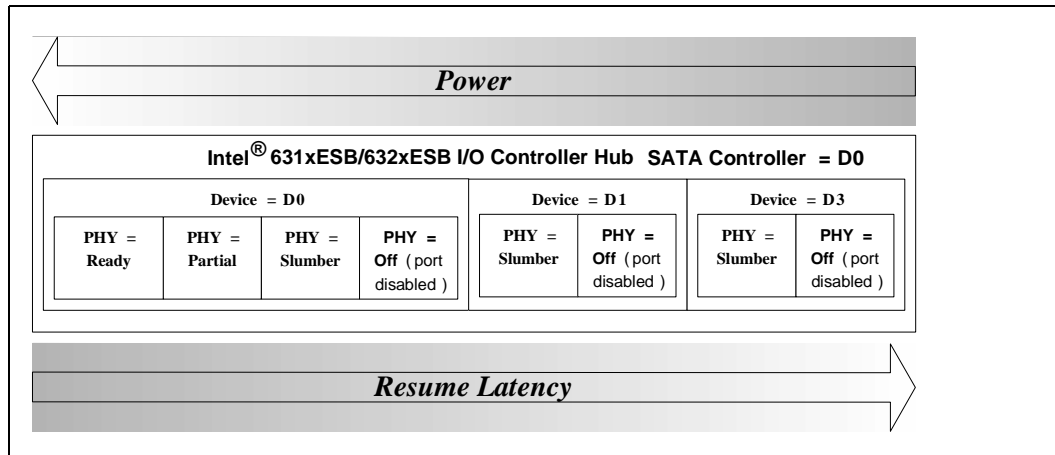 Power
Intel® 631xESB/632xESB I/O Controller Hub SATA Controller = D0
Device = D0
PHY =
Ready
PHY =
Partial
PHY =
Slumber
PHY =
Off ( port
disabled )
Device = D1
PHY =
Slumber
PHY =
Off ( port
disabled )
Device = D3
PHY =
Slumber
PHY =
Off ( port
disabled )
Resume Latency